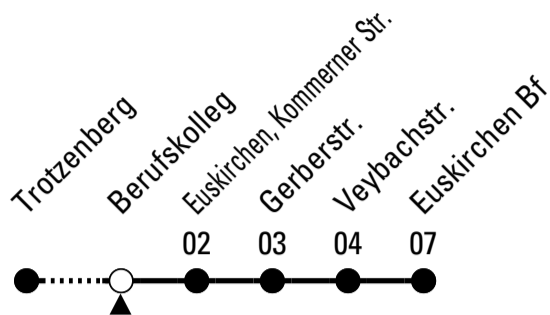 Trotzenberg
Berufskolleg
Euskirchen, Kommerner Str.
Gerberstr.
Veybachstr.
Euskirchen Bf
02 03 04 07